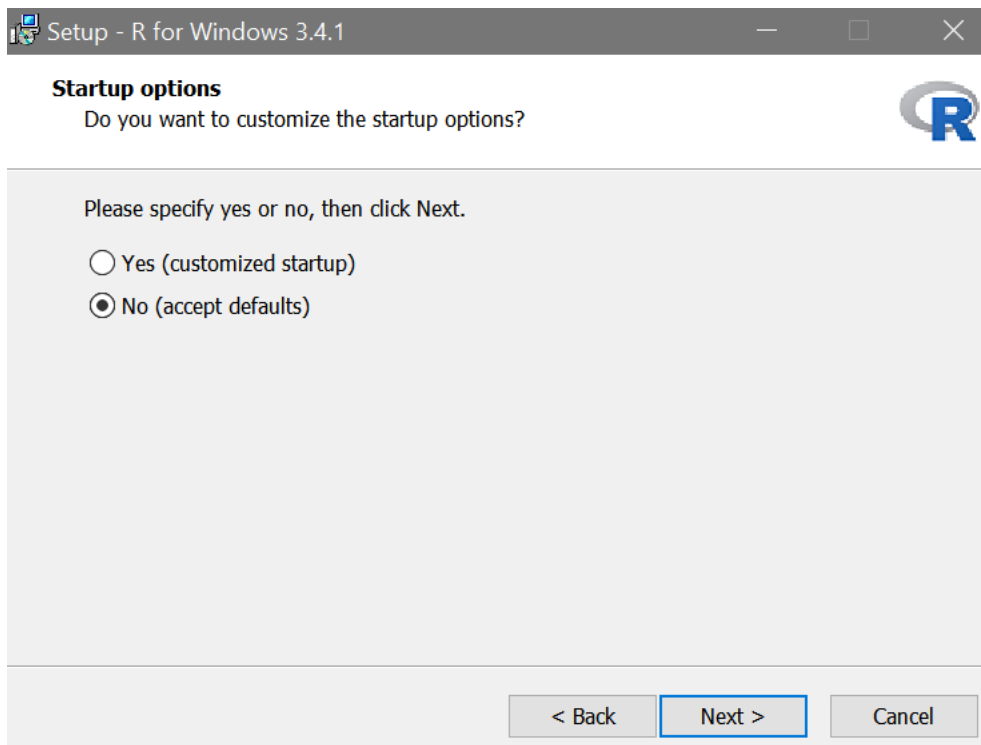 Setup - R for Windows 3.4.1
Startup options
Do you want to customize the startup options?
R
Please specify yes or no, then click Next.
Yes (customized startup)
No (accept defaults)
< Back
Next >
Cancel